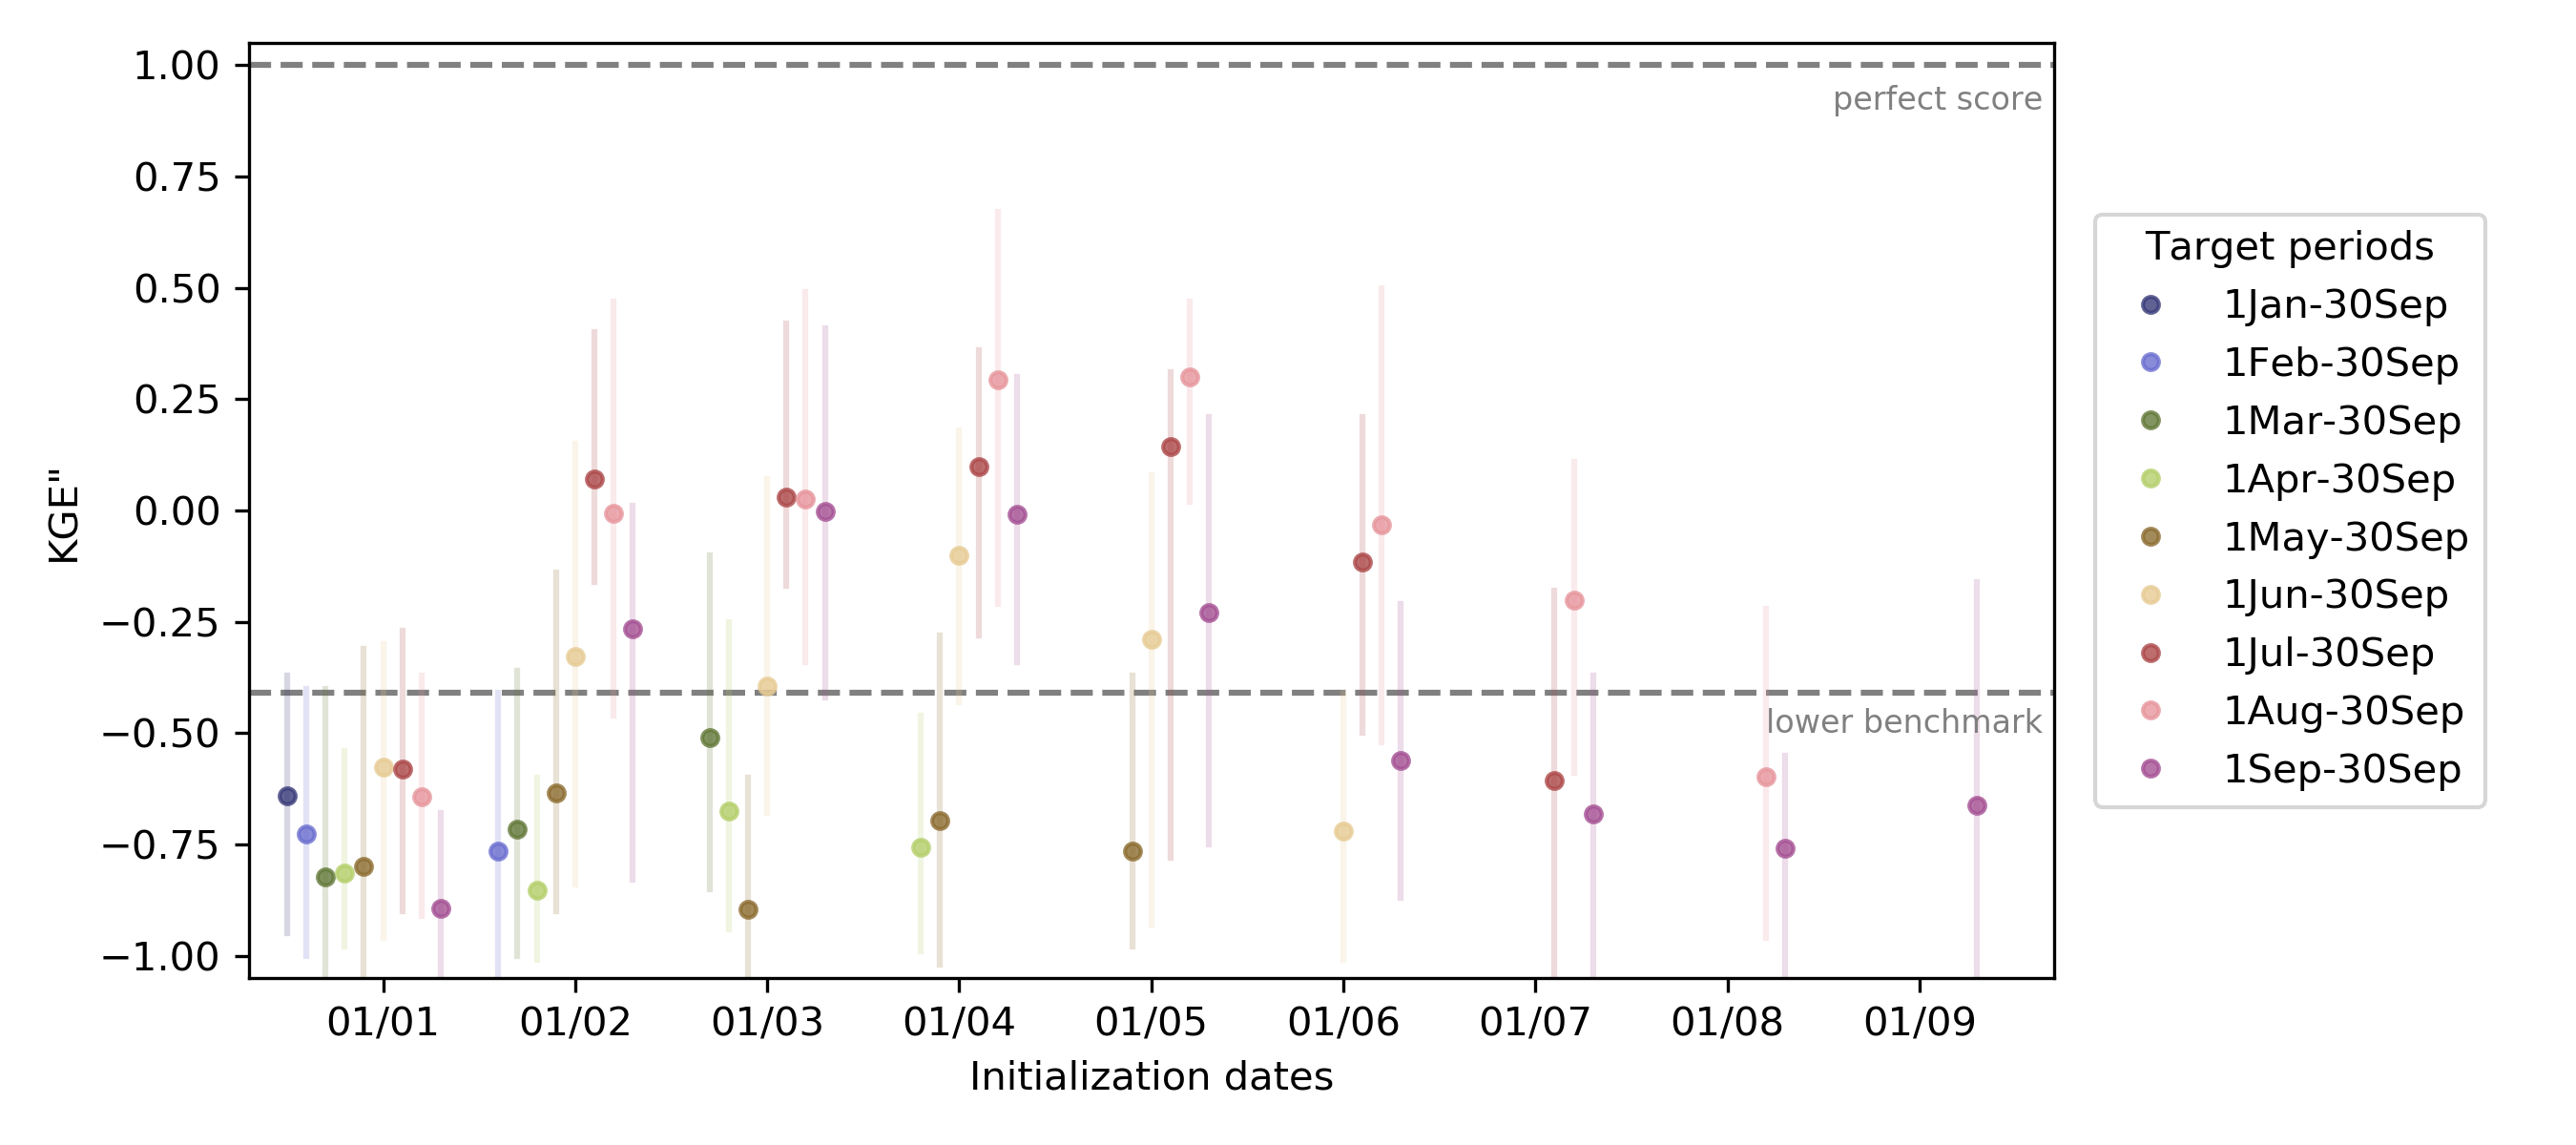 1.00
0.75
0.50
0.25
0.00
−0.25
−0.50
−0.75
−1.00
KGE"
perfect score
lower benchmark
01/01 01/02 01/03 01/04 01/05 01/06 01/07 01/08 01/09
Initialization dates
Target periods
1Jan-30Sep
1Feb-30Sep
1Mar-30Sep
1Apr-30Sep
1May-30Sep
1Jun-30Sep
1Jul-30Sep
1Aug-30Sep
1Sep-30Sep